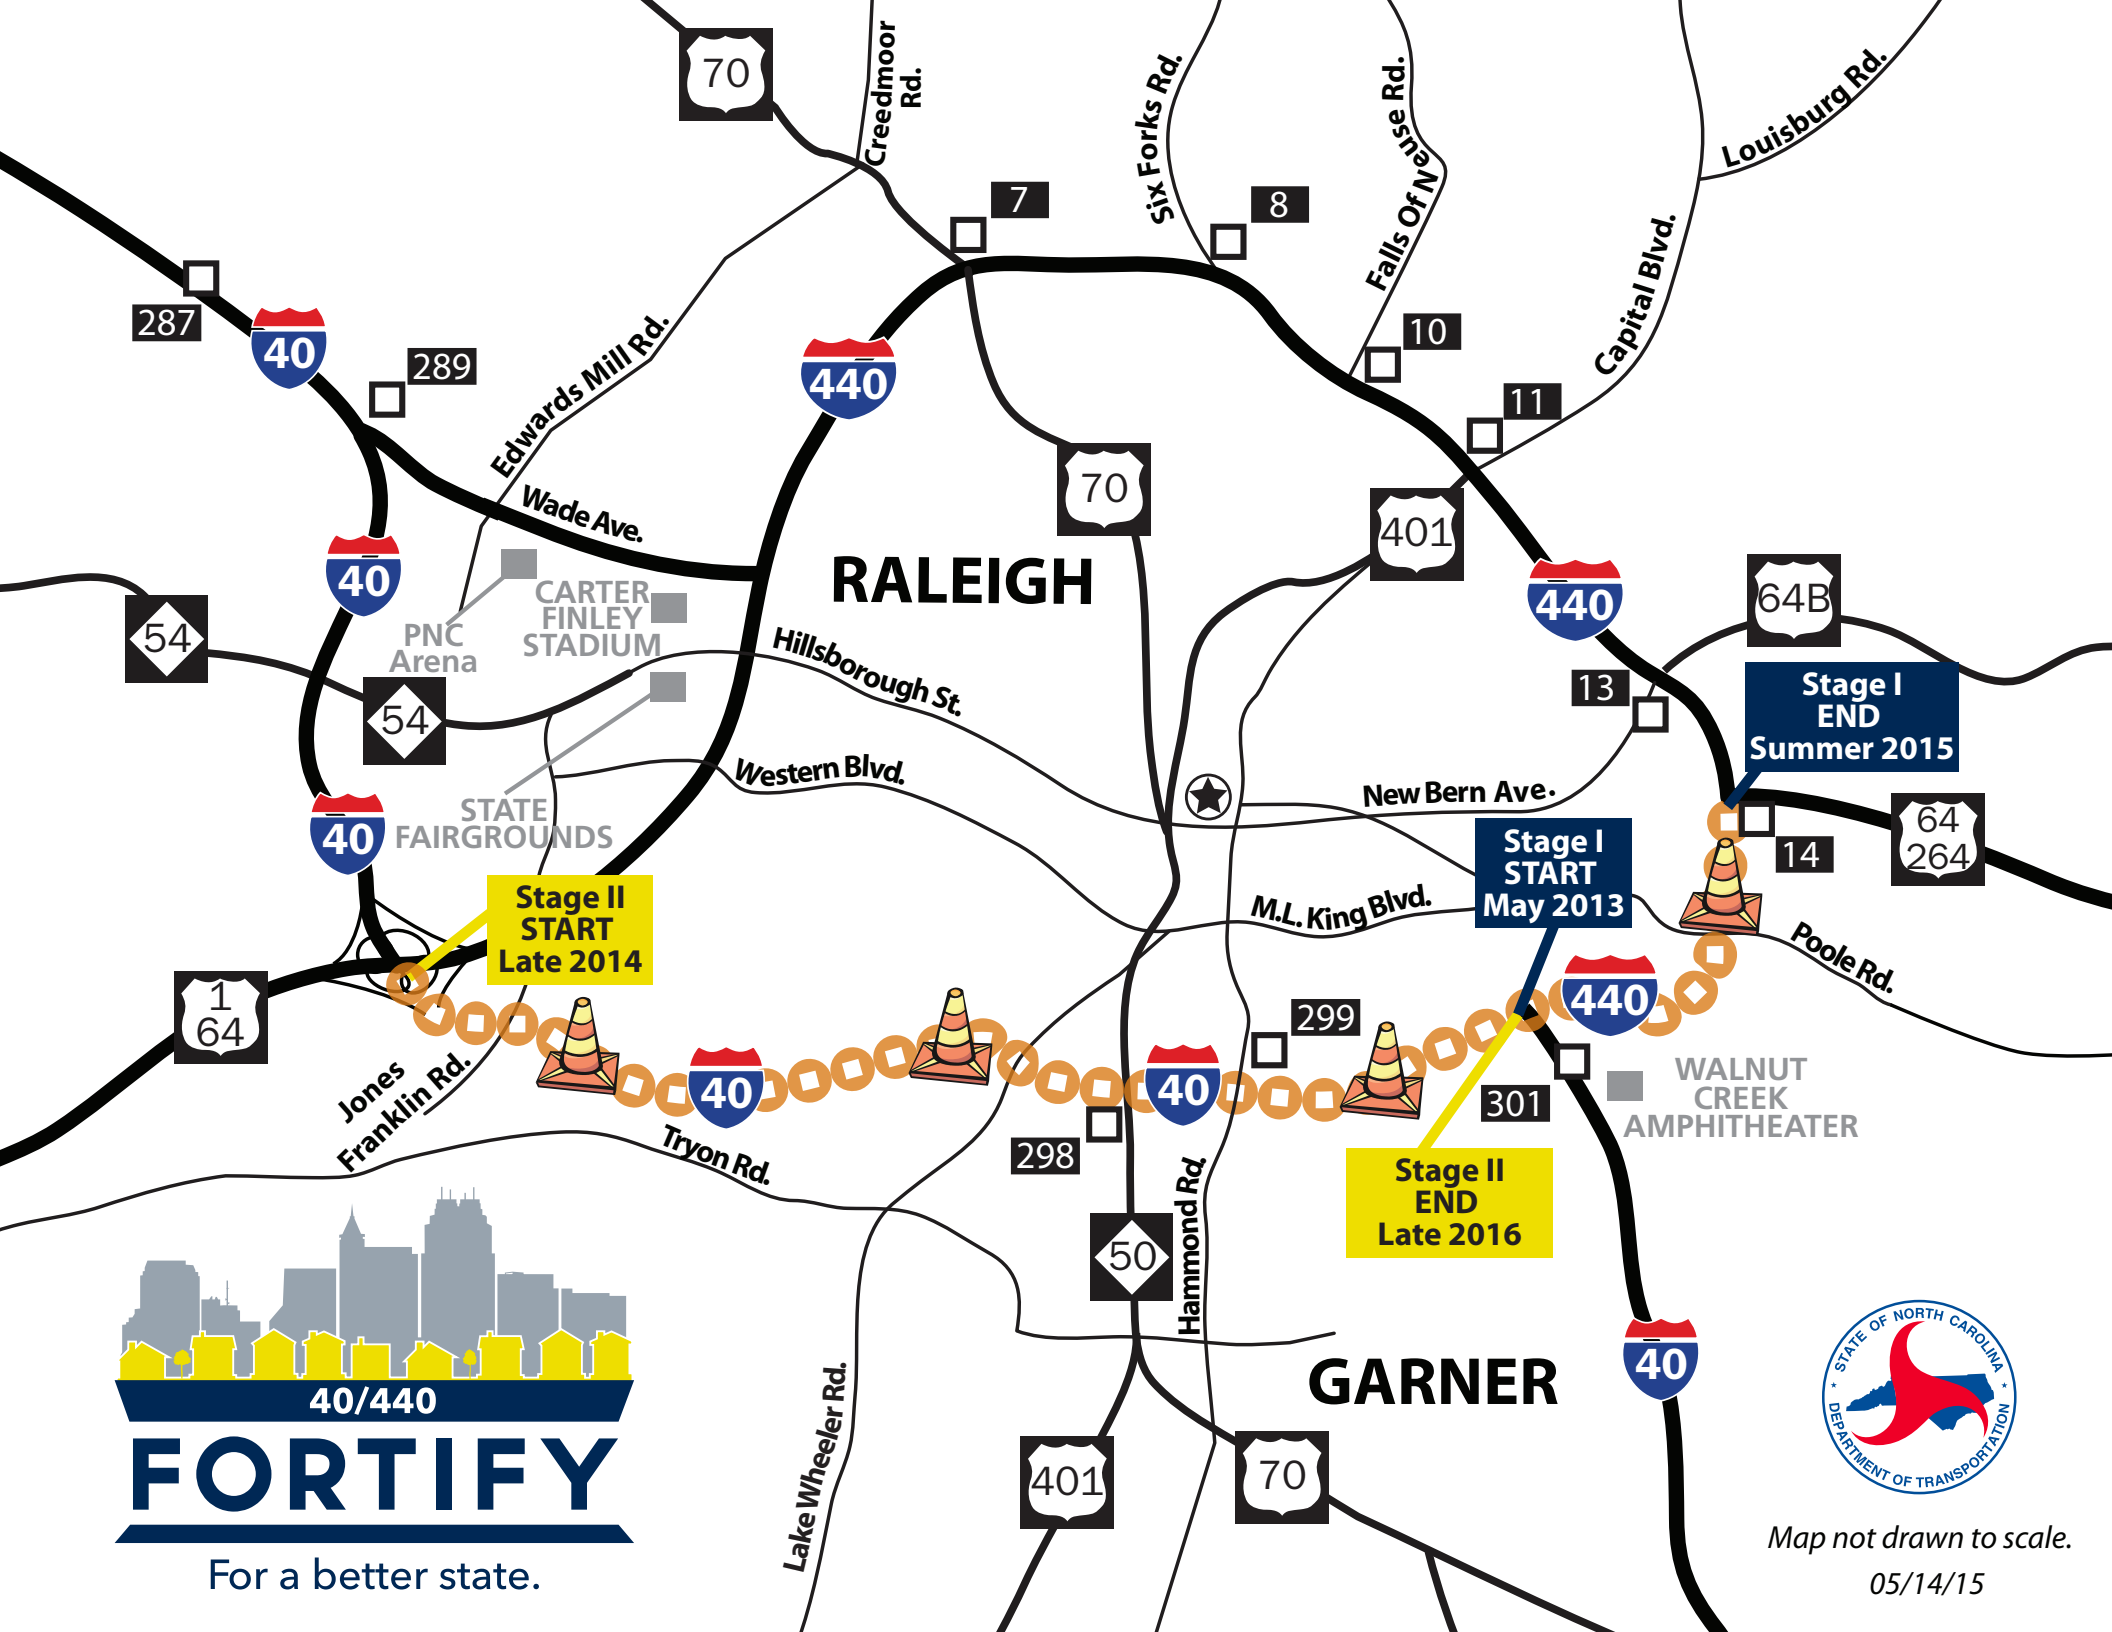 70
Creedmoor
Rd.
Six Forks Rd.
Falls Of Neuse Rd.
Louisburg Rd.
Capital Blvd.
7
8
287
40
289
10
440
11
Edwards Mill Rd.
70
401
Wade Ave.
RALEIGH
40
440
64B
54
PNC
Arena
CARTER
FINLEY
STADIUM
Hillsborough St.
54
13
Stage I
END
Summer 2015
Western Blvd.
STATE
FAIRGROUNDS
40
New Bern Ave.
64
264
14
Stage I
START
May 2013
Stage II
START
Late 2014
M.L. King Blvd.
Poole Rd.
1
64
440
299
Jones
Franklin Rd.
40
40
301
WALNUT
CREEK
AMPHITHEATER
Tryon Rd.
298
Stage II
END
Late 2016
50
Hammond Rd.
40
GARNER
Lake Wheeler Rd.
401
70
40/440
FORTIFY
For a better state.
STATE OF NORTH CAROLINA
DEPARTMENT OF TRANSPORTATION
Map not drawn to scale.
05/14/15